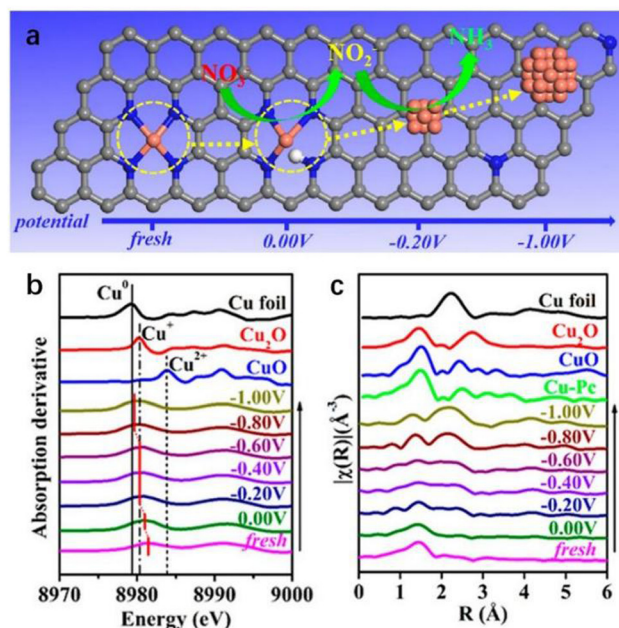 a
NO₃⁻
NO₂⁻
NH₃
potential
fresh
0.00V
-0.20V
-1.00V
b
Cu⁰
Cu foil
Cu⁺
Cu₂O
Cu²⁺
CuO
-1.00V
-0.80V
-0.60V
-0.40V
-0.20V
0.00V
fresh
Absorption derivative
8970 8980 8990 9000
Energy (eV)
c
Cu foil
Cu₂O
CuO
Cu-Pc
-1.00V
-0.80V
-0.60V
-0.40V
-0.20V
0.00V
fresh
|χ(R)|(Å⁻³)
0 1 2 3 4 5 6
R (Å)